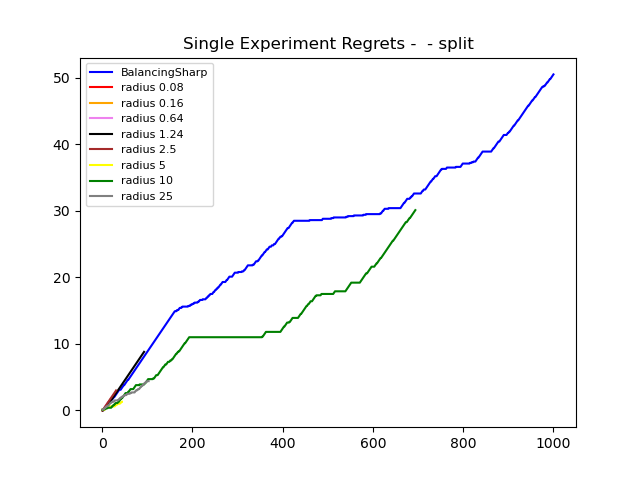 Single Experiment Regrets -  - split
50
40
30
20
10
0
BalancingSharp
radius 0.08
radius 0.16
radius 0.64
radius 1.24
radius 2.5
radius 5
radius 10
radius 25
0 200 400 600 800 1000